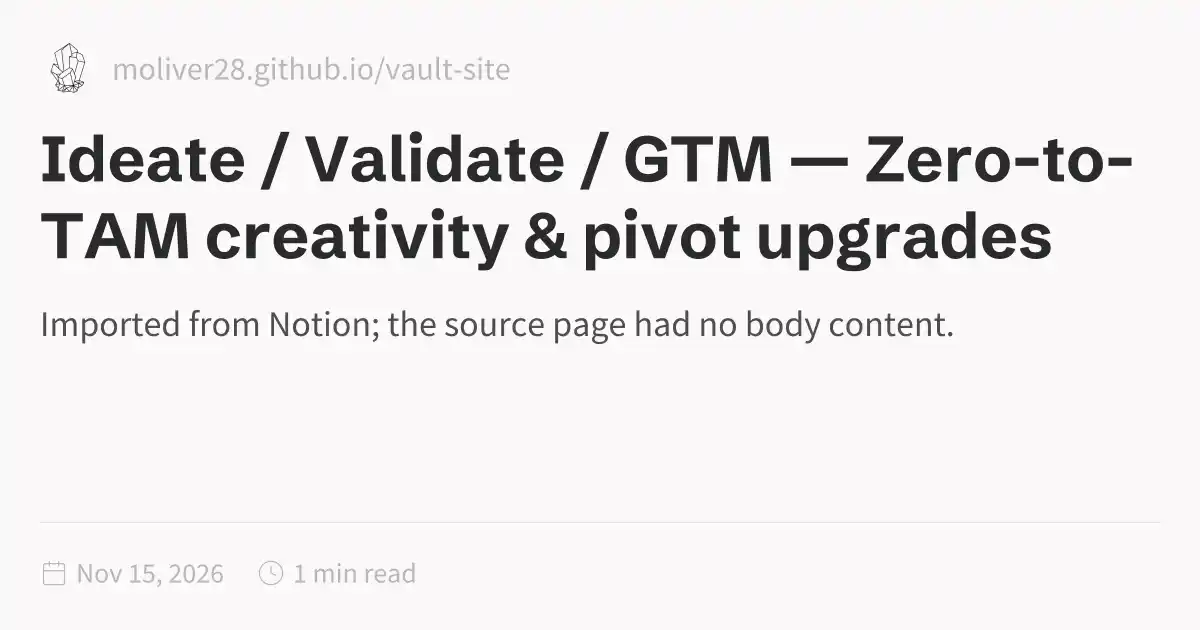 moliver28.github.io/vault-site
Ideate / Validate / GTM — Zero-to-
TAM creativity & pivot upgrades
Imported from Notion; the source page had no body content.
Nov 15, 2026 1 min read